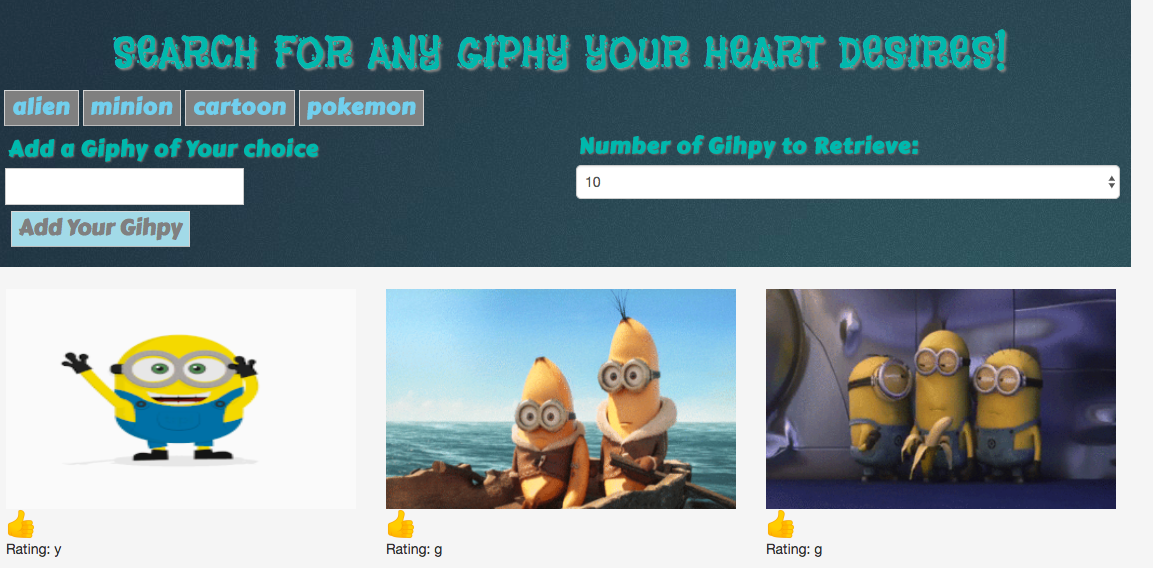 Search for any Giphy your heart desires!
alien minion cartoon pokemon
Add a Giphy of Your choice
Number of Gihpy to Retrieve:
10
Add Your Gihpy
Rating: y
Rating: g
Rating: g